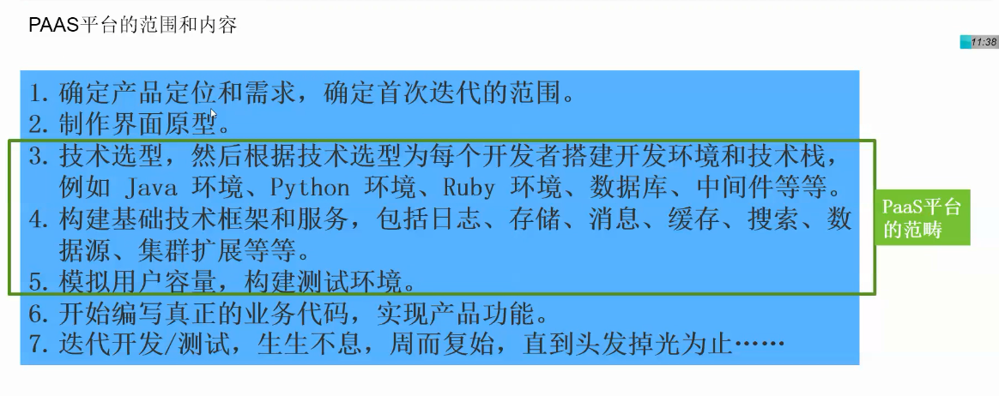 PAAS平台的范围和内容
11:38
1. 确定产品定位和需求，确定首次迭代的范围。
2. 制作界面原型。
3. 技术选型，然后根据技术选型为每个开发者搭建开发环境和技术栈，
例如 Java 环境、Python 环境、Ruby 环境、数据库、中间件等等。
4. 构建基础技术框架和服务，包括日志、存储、消息、缓存、搜索、数
据源、集群扩展等等。
5. 模拟用户容量，构建测试环境。
6. 开始编写真正的业务代码，实现产品功能。
7. 迭代开发/测试，生生不息，周而复始，直到头发掉光为止……
PaaS平台
的范畴